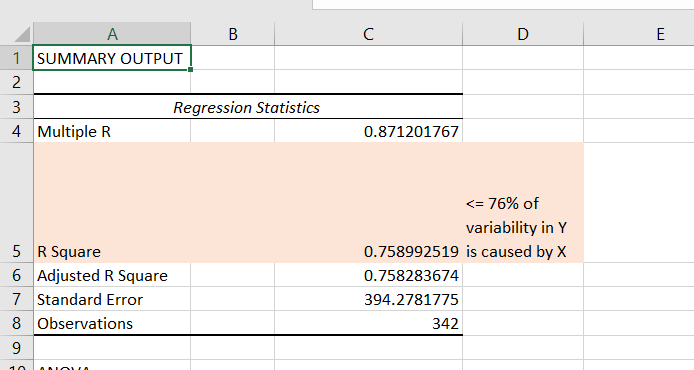 A B C D E
1 SUMMARY OUTPUT
2
3 Regression Statistics
4 Multiple R 0.871201767
<= 76% of
variability in Y
5 R Square 0.758992519 is caused by X
6 Adjusted R Square 0.758283674
7 Standard Error 394.2781775
8 Observations 342
9
10 ANOVA